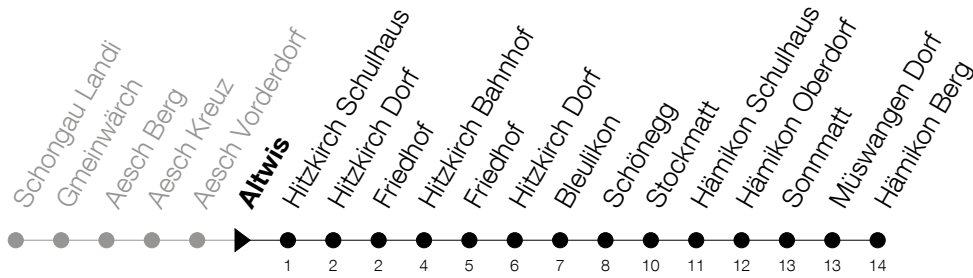 Schongau Landi
Gmeinwärch
Aesch Berg
Aesch Kreuz
Aesch Vorderdorf
Altwis
Hitzkirch Schulhaus
Hitzkirch Dorf
Friedhof
Hitzkirch Bahnhof
Friedhof
Hitzkirch Dorf
Bleulikon
Schönegg
Stockmatt
Hämikon Schulhaus
Hämikon Oberdorf
Sonnmatt
Müswangen Dorf
Hämikon Berg
1 2 2 4 5 6 7 8 10 11 12 13 13 14